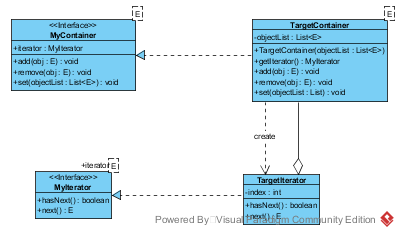 E
<<Interface>>
MyContainer
+iterator : MyIterator
+add(obj : E) : void
+remove(obj : E) : void
+set(objectList : List<E>) : void
E
TargetContainer
-objectList : List<E>
+TargetContainer(objectList : List<E>)
+getIterator() : MyIterator
+add(obj : E) : void
+remove(obj : E) : void
+set(objectList : List) : void
create
+iterator
E
<<Interface>>
MyIterator
+hasNext() : boolean
+next() : E
TargetIterator
-index : int
+hasNext() : boolean
+next() : E
Powered By Visual Paradigm Community Edition